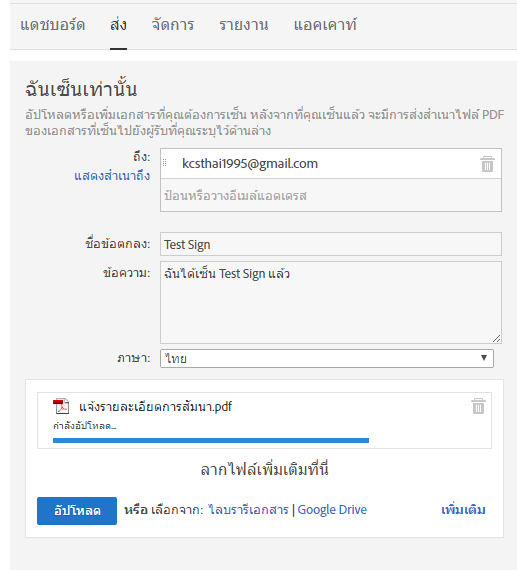 แดชบอร์ด ส่ง จัดการ รายงาน แอคเคาท์
ฉันเซ็นเท่านั้น
อัปโหลดหรือเพิ่มเอกสารที่คุณต้องการเซ็น หลังจากที่คุณเซ็นแล้ว จะมีการส่งสำเนาไฟล์ PDF
ของเอกสารที่เซ็นไปยังผู้รับที่คุณระบุไว้ด้านล่าง
ถึง: kcsthai1995@gmail.com
แสดงสำเนาถึง
ป้อนหรือวางอีเมล์แอดเดรส
ชื่อข้อตกลง: Test Sign
ข้อความ: ฉันได้เซ็น Test Sign แล้ว
ภาษา: ไทย
แจ้งรายละเอียดการสัมนา.pdf
กำลังอัปโหลด...
ลากไฟล์เพิ่มเติมที่นี่
อัปโหลด หรือ เลือกจาก: ไลบรารีเอกสาร | Google Drive เพิ่มเติม